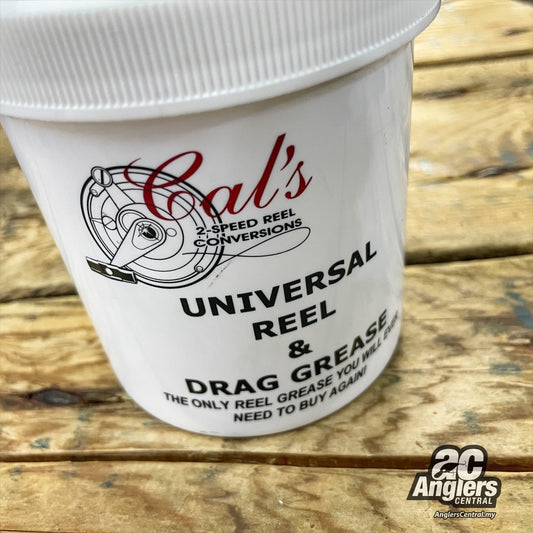 Cal's
2-SPEED REEL
CONVERSIONS
UNIVERSAL
REEL
&
DRAG GREASE
THE ONLY REEL GREASE YOU WILL EVER
NEED TO BUY AGAIN!
AC
Anglers
CENTRAL
AnglersCentral.my